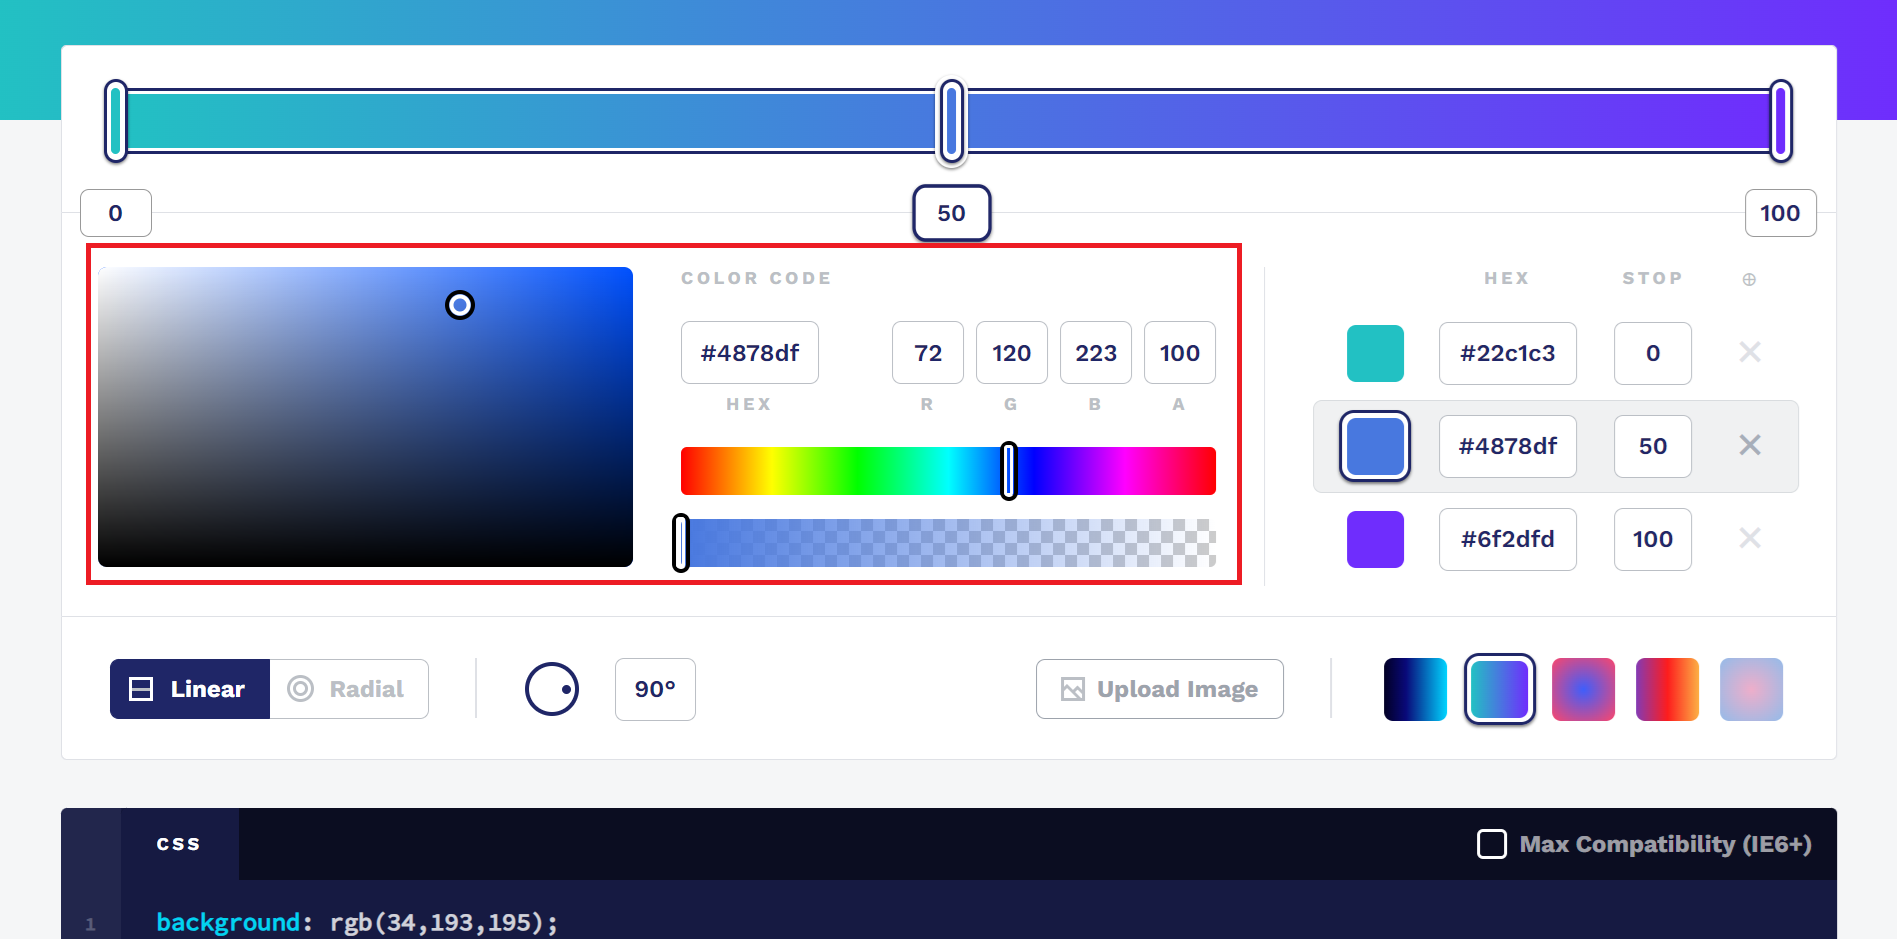 0
50
100
COLOR CODE
#4878df 72 120 223 100
HEX R G B A
HEX STOP
#22c1c3 0
#4878df 50
#6f2dfd 100
Linear Radial 90° Upload Image
css Max Compatibility (IE6+)
1 background: rgb(34,193,195);